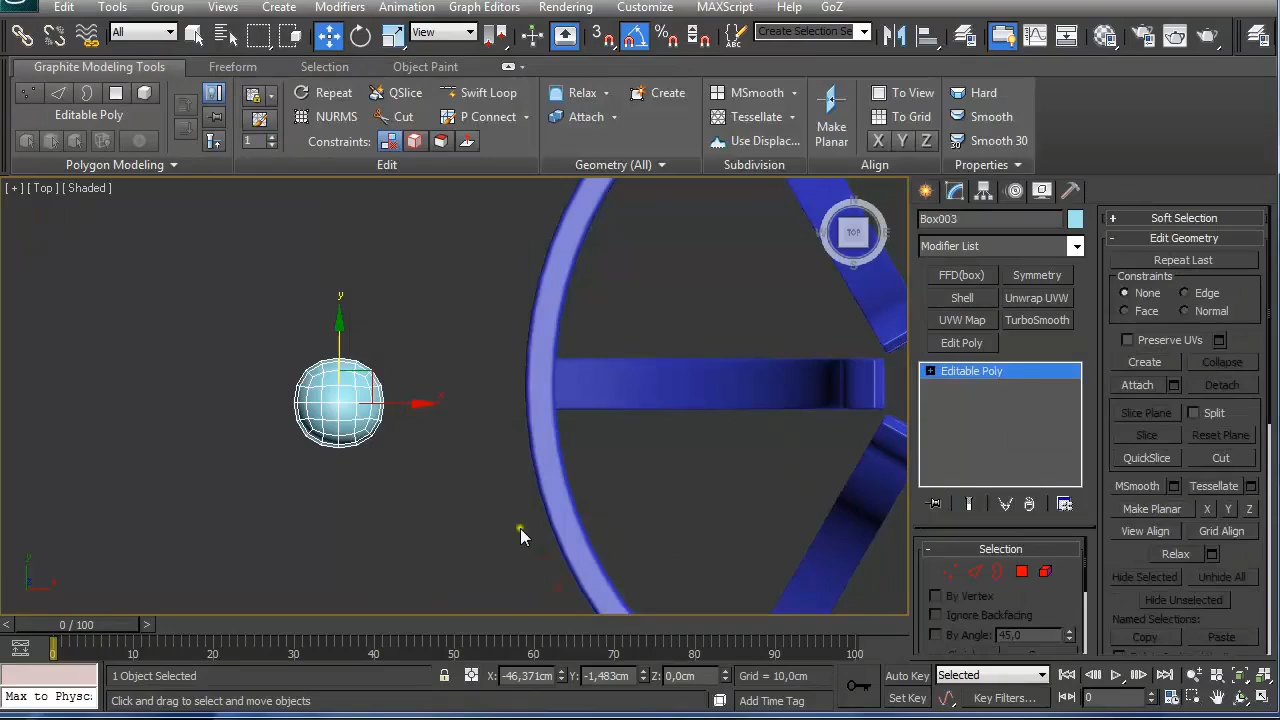 Edit Tools Group Views Create Modifiers Animation Graph Editors Rendering Customize MAXScript Help GoZ
All View 3 Create Selection Se
Graphite Modeling Tools Freeform Selection Object Paint
Repeat QSlice Swift Loop Relax Create MSmooth To View Hard
Editable Poly NURMS Cut P Connect Attach Tessellate Make Planar To Grid Smooth
1 Constraints: Use Displac... X Y Z Smooth 30
Polygon Modeling Edit Geometry (All) Subdivision Align Properties
[ + ] [ Top ] [ Shaded ]
TOP
y
x
y
x
Box003
Modifier List
FFD(box) Symmetry
Shell Unwrap UVW
UVW Map TurboSmooth
Edit Poly
Editable Poly
Selection
By Vertex
Ignore Backfacing
By Angle: 45,0
+ Soft Selection
- Edit Geometry
Repeat Last
Constraints
None Edge
Face Normal
Preserve UVs
Create Collapse
Attach Detach
Slice Plane Split
Slice Reset Plane
QuickSlice Cut
MSmooth Tessellate
Make Planar X Y Z
View Align Grid Align
Relax
Hide Selected Unhide All
Hide Unselected
Named Selections:
Copy Paste
< 0 / 100 >
0 10 20 30 40 50 60 70 80 90 100
1 Object Selected X: -46,371cm Y: -1,483cm Z: 0,0cm Grid = 10,0cm Auto Key Selected
Max to Physc: Click and drag to select and move objects Add Time Tag Set Key Key Filters... 0